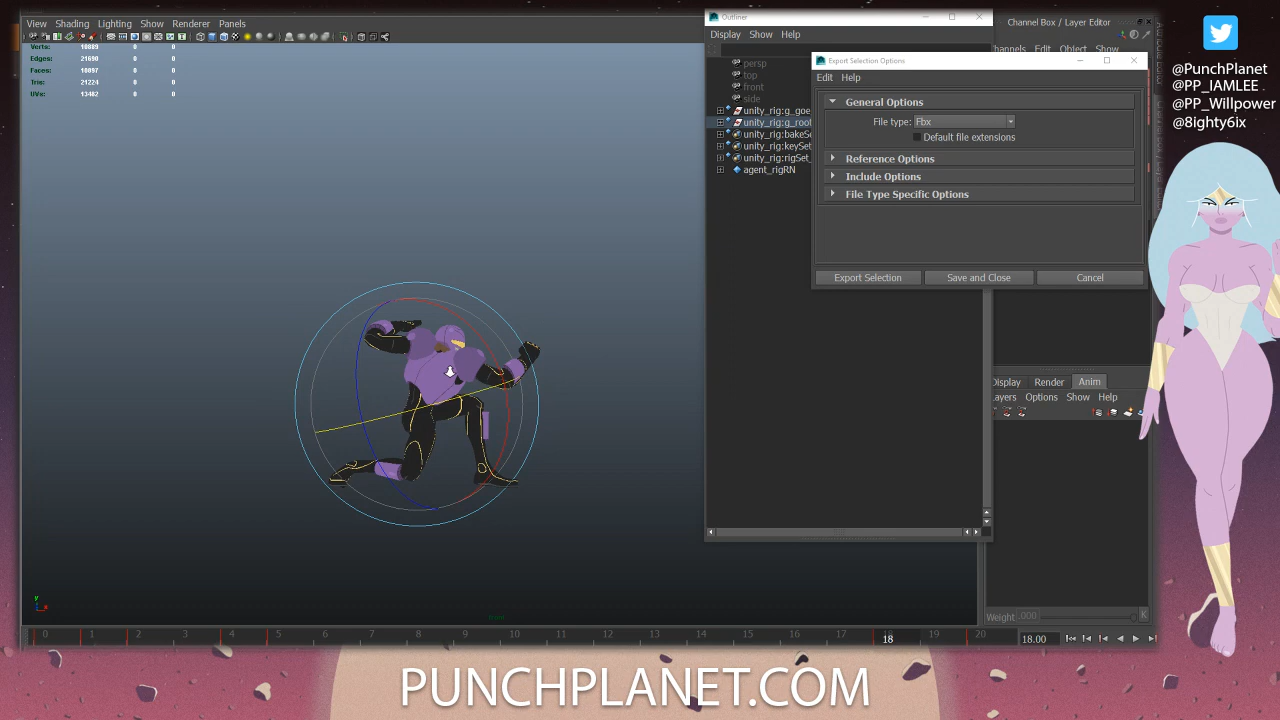 View Shading Lighting Show Renderer Panels
Verts: 10889 0 0
Edges: 21690 0 0
Faces: 10897 0 0
Tris: 21224 0 0
UVs: 13482 0 0
Outliner
Display Show Help
persp
top
front
side
unity_rig:g_goe
unity_rig:g_root
unity_rig:bakeSe
unity_rig:keySet
unity_rig:rigSet_
agent_rigRN
Channel Box / Layer Editor
hannels Edit Object Show
Export Selection Options
Edit Help
General Options
File type: Fbx
Default file extensions
Reference Options
Include Options
File Type Specific Options
Export Selection Save and Close Cancel
Display Render Anim
Layers Options Show Help
Weight .000 K
y
x
0 1 2 3 4 5 6 7 8 9 10 11 12 13 14 15 16 17 18 19 20 18.00
@PunchPlanet
@PP_IAMLEE
@PP_Willpower
@8ighty6ix
PUNCHPLANET.COM